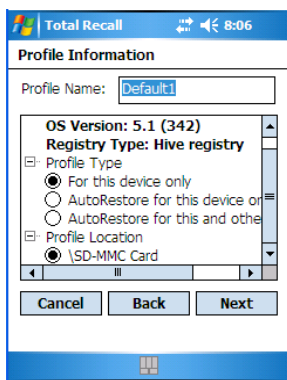 Total Recall 8:06
Profile Information
Profile Name: Default1
OS Version: 5.1 (342)
Registry Type: Hive registry
Profile Type
For this device only
AutoRestore for this device or
AutoRestore for this and othe
Profile Location
\SD-MMC Card
Cancel Back Next